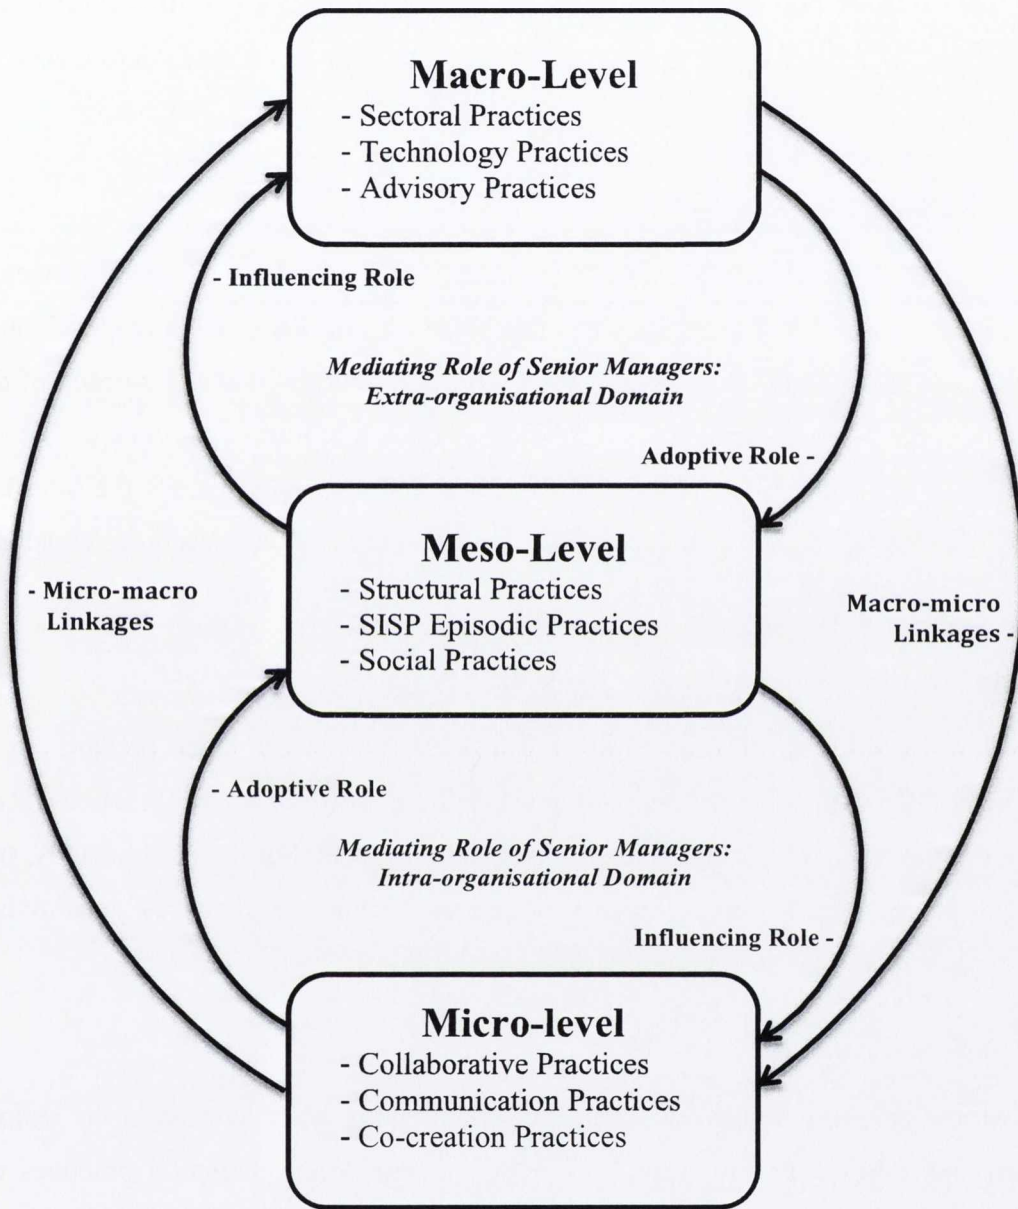 Macro-Level
- Sectoral Practices
- Technology Practices
- Advisory Practices
- Influencing Role
Mediating Role of Senior Managers:
Extra-organisational Domain
Adoptive Role -
Meso-Level
- Structural Practices
- SISP Episodic Practices
- Social Practices
- Micro-macro
Linkages
Macro-micro
Linkages -
- Adoptive Role
Mediating Role of Senior Managers:
Intra-organisational Domain
Influencing Role -
Micro-level
- Collaborative Practices
- Communication Practices
- Co-creation Practices